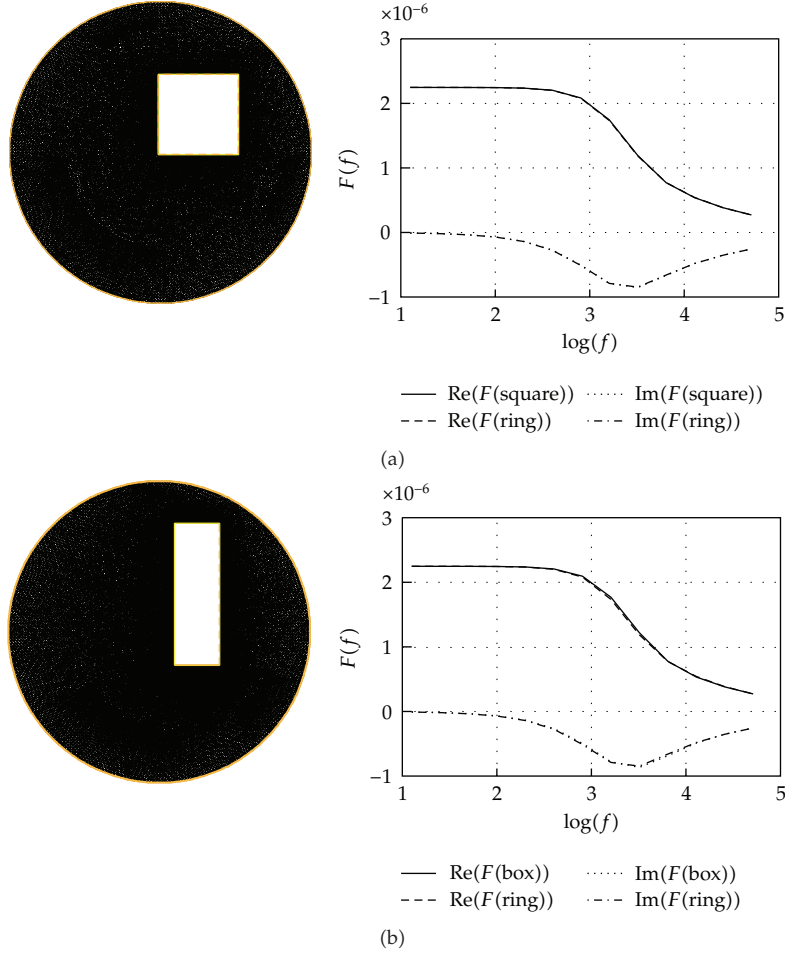 ×10⁻⁶
3
2
1
0
−1
F(f)
1 2 3 4 5
log(f)
Re(F(square)) Im(F(square))
Re(F(ring)) Im(F(ring))
(a)
×10⁻⁶
3
2
1
0
−1
F(f)
1 2 3 4 5
log(f)
Re(F(box)) Im(F(box))
Re(F(ring)) Im(F(ring))
(b)